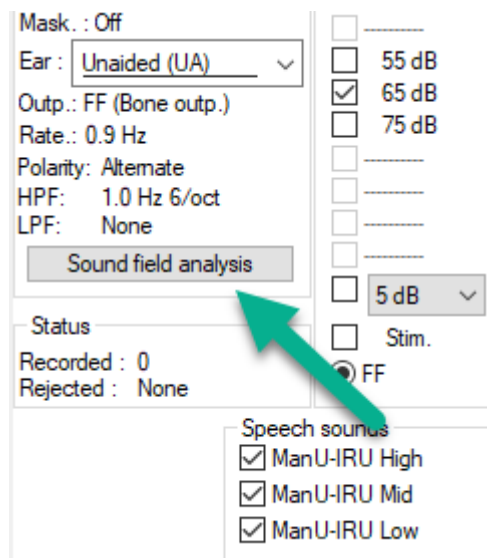 Mask. : Off
Ear : Unaided (UA)
Outp.: FF (Bone outp.)
Rate.: 0.9 Hz
Polarity: Alternate
HPF: 1.0 Hz 6/oct
LPF: None
Sound field analysis
Status
Recorded : 0
Rejected : None
----------
55 dB
65 dB
75 dB
----------
----------
----------
----------
5 dB
Stim.
FF
Speech sounds
ManU-IRU High
ManU-IRU Mid
ManU-IRU Low